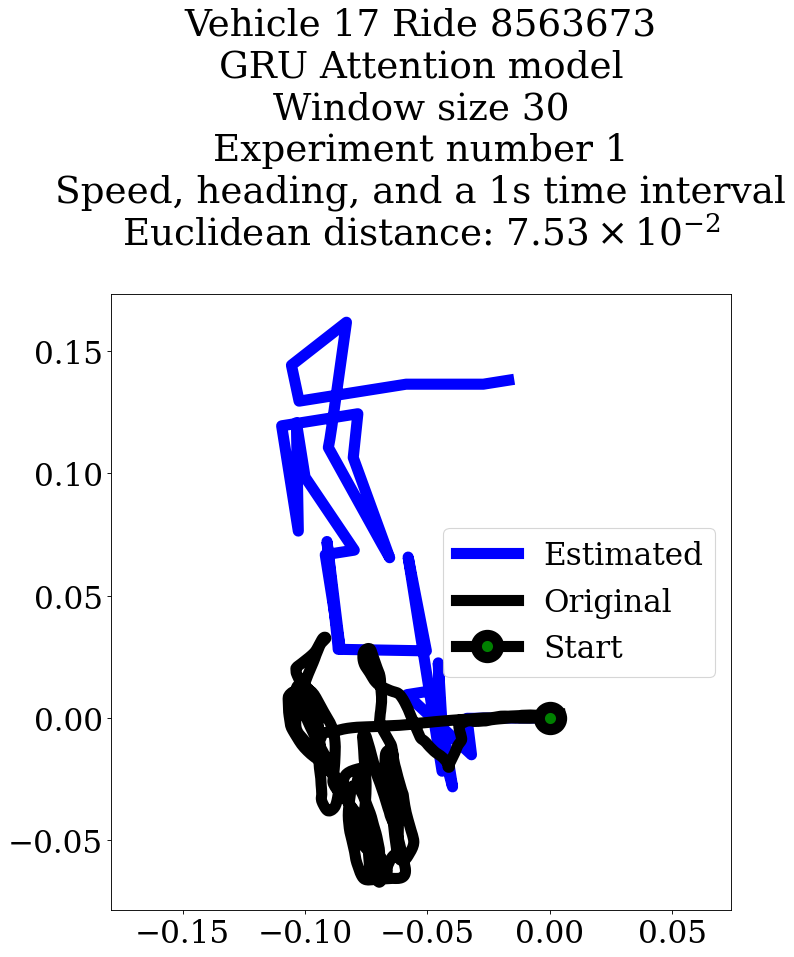 Vehicle 17 Ride 8563673
GRU Attention model
Window size 30
Experiment number 1
Speed, heading, and a 1s time interval
Euclidean distance: 7.53 × 10⁻²
0.15
0.10
0.05
0.00
−0.05
Estimated
Original
Start
−0.15 −0.10 −0.05 0.00 0.05